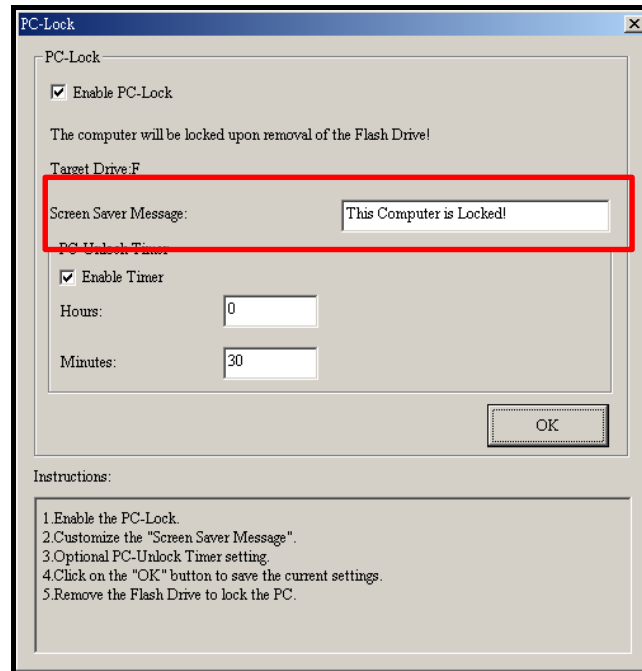 PC-Lock
PC-Lock
Enable PC-Lock
The computer will be locked upon removal of the Flash Drive!
Target Drive:F
Screen Saver Message: This Computer is Locked!
PC-Unlock Timer
Enable Timer
Hours: 0
Minutes: 30
OK
Instructions:
1.Enable the PC-Lock.
2.Customize the "Screen Saver Message".
3.Optional PC-Unlock Timer setting.
4.Click on the "OK" button to save the current settings.
5.Remove the Flash Drive to lock the PC.